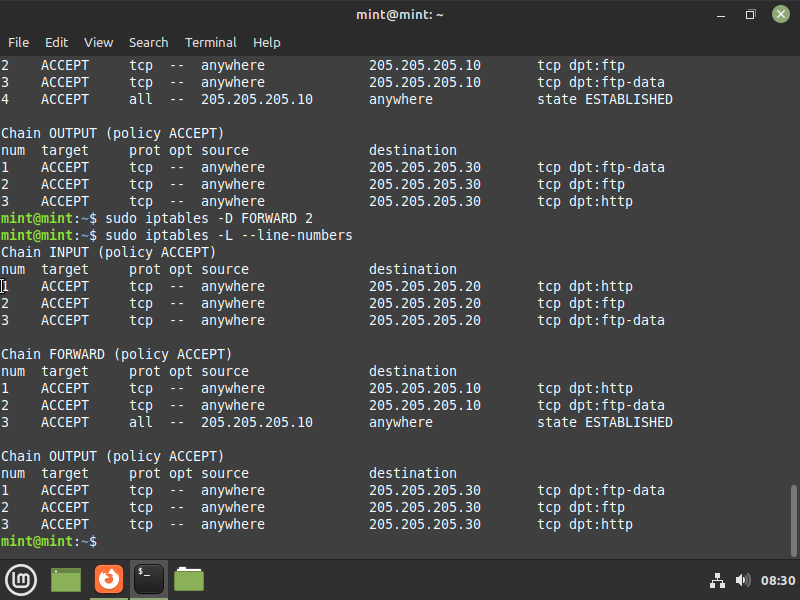 mint@mint: ~
File Edit View Search Terminal Help
2    ACCEPT     tcp  --  anywhere             205.205.205.10       tcp dpt:ftp
3    ACCEPT     tcp  --  anywhere             205.205.205.10       tcp dpt:ftp-data
4    ACCEPT     all  --  205.205.205.10       anywhere             state ESTABLISHED
Chain OUTPUT (policy ACCEPT)
num  target     prot opt source               destination
1    ACCEPT     tcp  --  anywhere             205.205.205.30       tcp dpt:ftp-data
2    ACCEPT     tcp  --  anywhere             205.205.205.30       tcp dpt:ftp
3    ACCEPT     tcp  --  anywhere             205.205.205.30       tcp dpt:http
mint@mint:~$ sudo iptables -D FORWARD 2
mint@mint:~$ sudo iptables -L --line-numbers
Chain INPUT (policy ACCEPT)
num  target     prot opt source               destination
1    ACCEPT     tcp  --  anywhere             205.205.205.20       tcp dpt:http
2    ACCEPT     tcp  --  anywhere             205.205.205.20       tcp dpt:ftp
3    ACCEPT     tcp  --  anywhere             205.205.205.20       tcp dpt:ftp-data
Chain FORWARD (policy ACCEPT)
num  target     prot opt source               destination
1    ACCEPT     tcp  --  anywhere             205.205.205.10       tcp dpt:http
2    ACCEPT     tcp  --  anywhere             205.205.205.10       tcp dpt:ftp-data
3    ACCEPT     all  --  205.205.205.10       anywhere             state ESTABLISHED
Chain OUTPUT (policy ACCEPT)
num  target     prot opt source               destination
1    ACCEPT     tcp  --  anywhere             205.205.205.30       tcp dpt:ftp-data
2    ACCEPT     tcp  --  anywhere             205.205.205.30       tcp dpt:ftp
3    ACCEPT     tcp  --  anywhere             205.205.205.30       tcp dpt:http
mint@mint:~$
$_
08:30